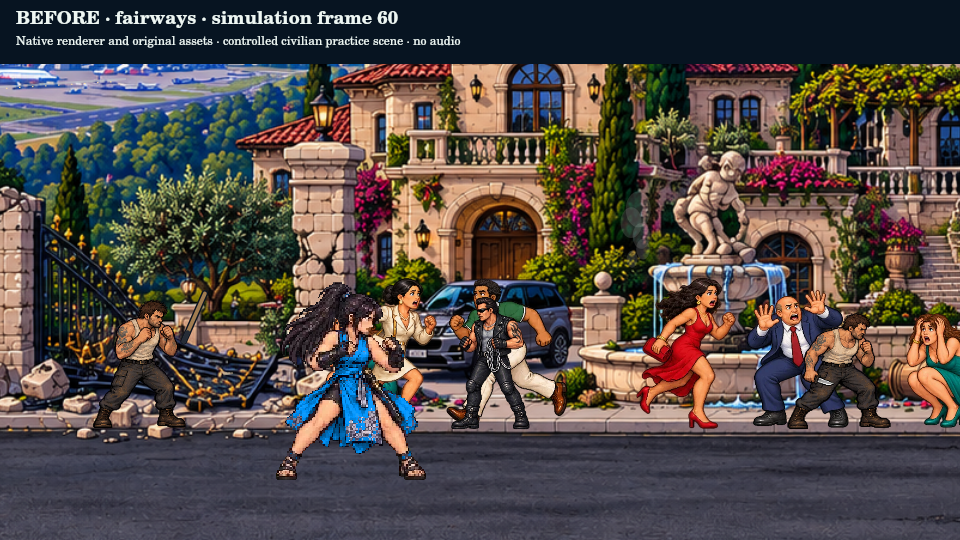 BEFORE · fairways · simulation frame 60
Native renderer and original assets · controlled civilian practice scene · no audio